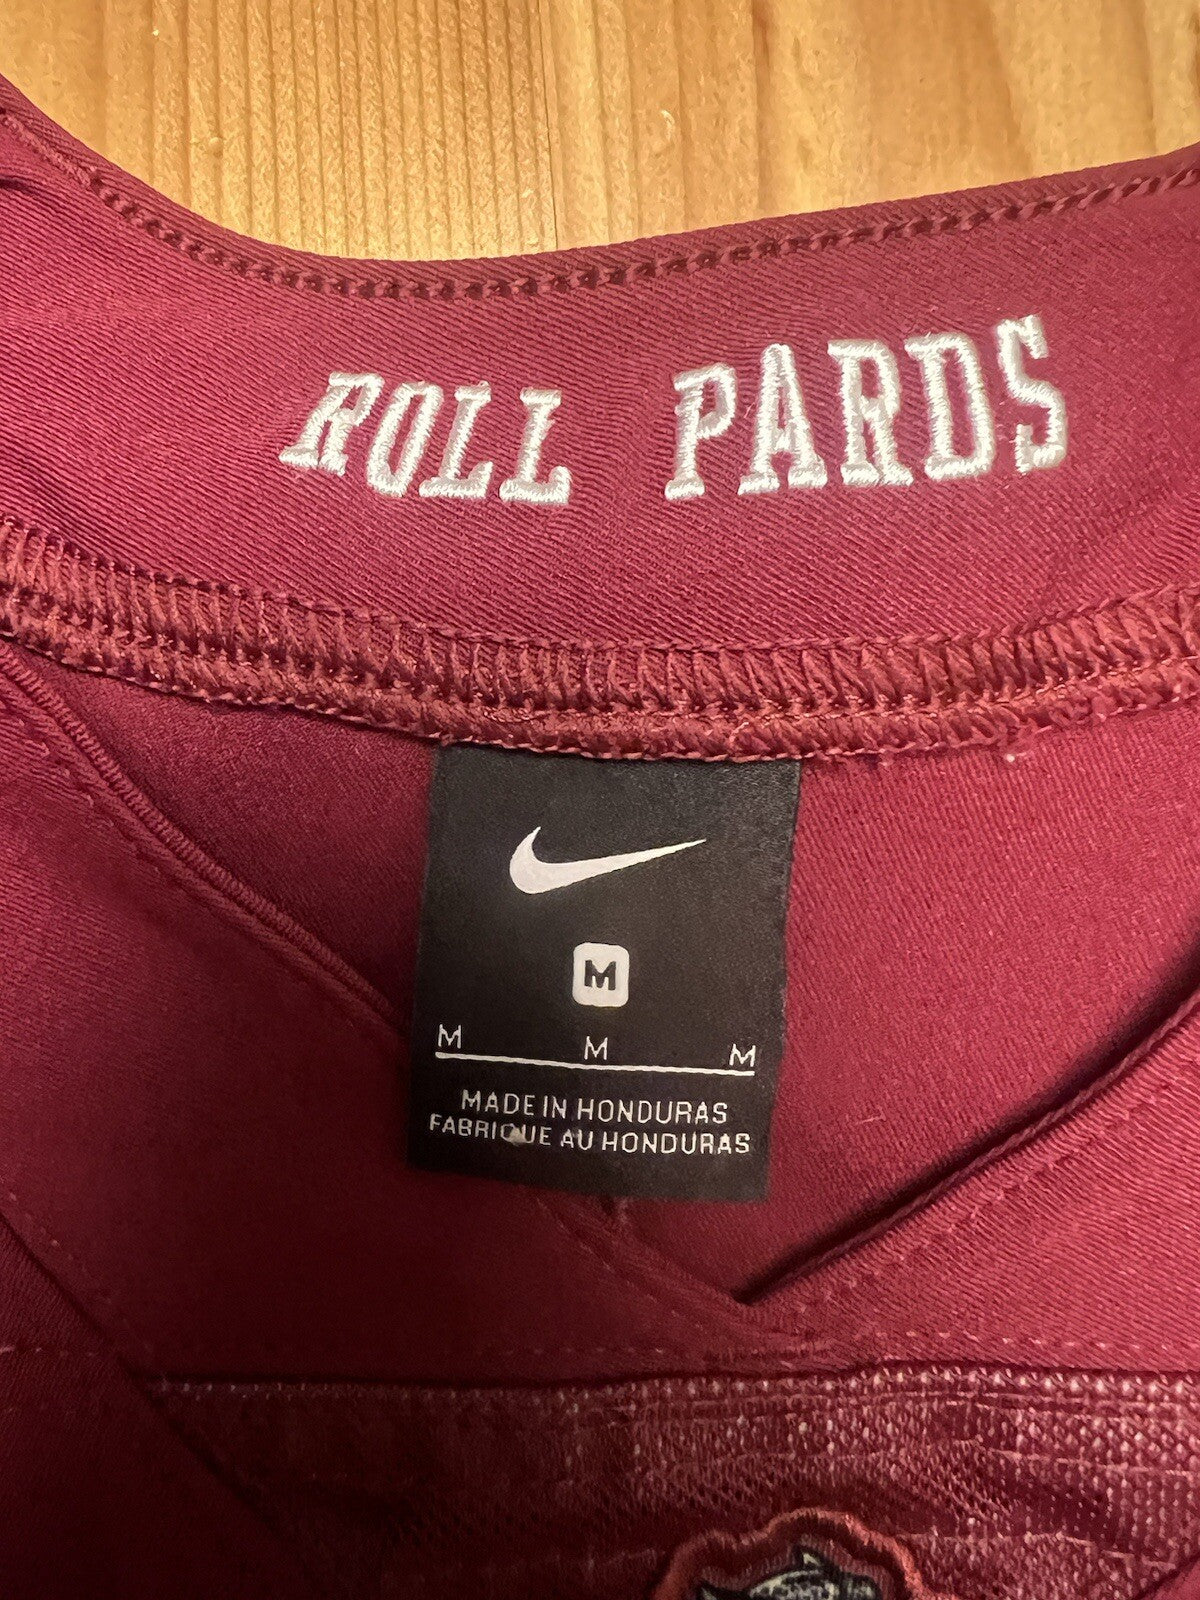 ROLL PARDS
M
M M M
MADE IN HONDURAS
FABRIQUE AU HONDURAS